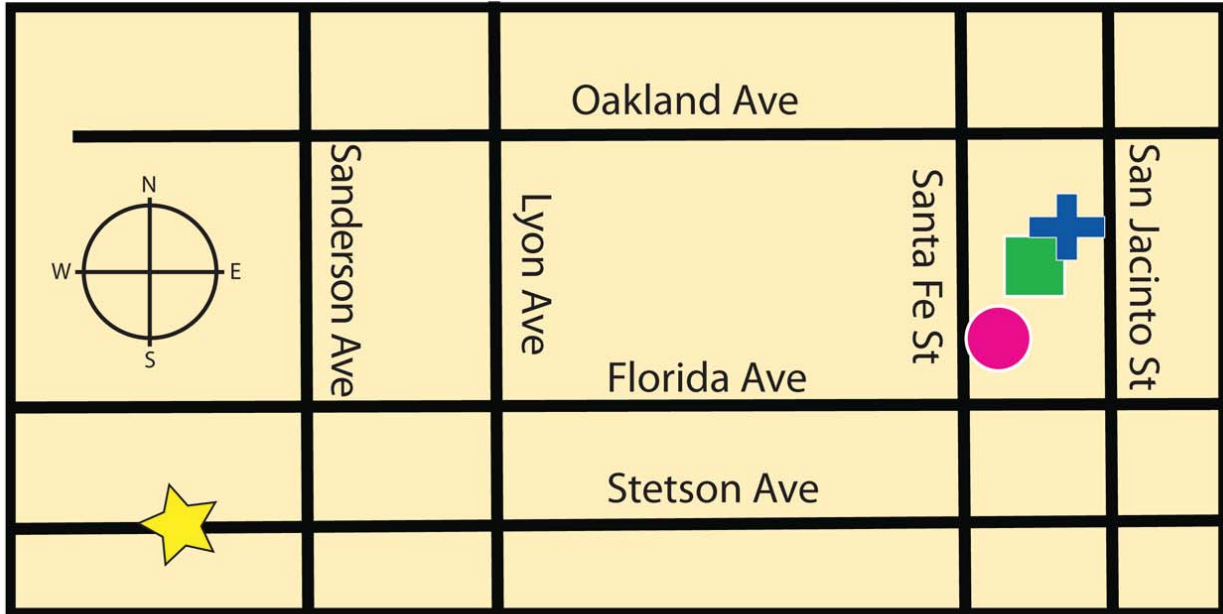 Oakland Ave
Sanderson Ave
Lyon Ave
Santa Fe St
San Jacinto St
N
W
E
S
Florida Ave
Stetson Ave